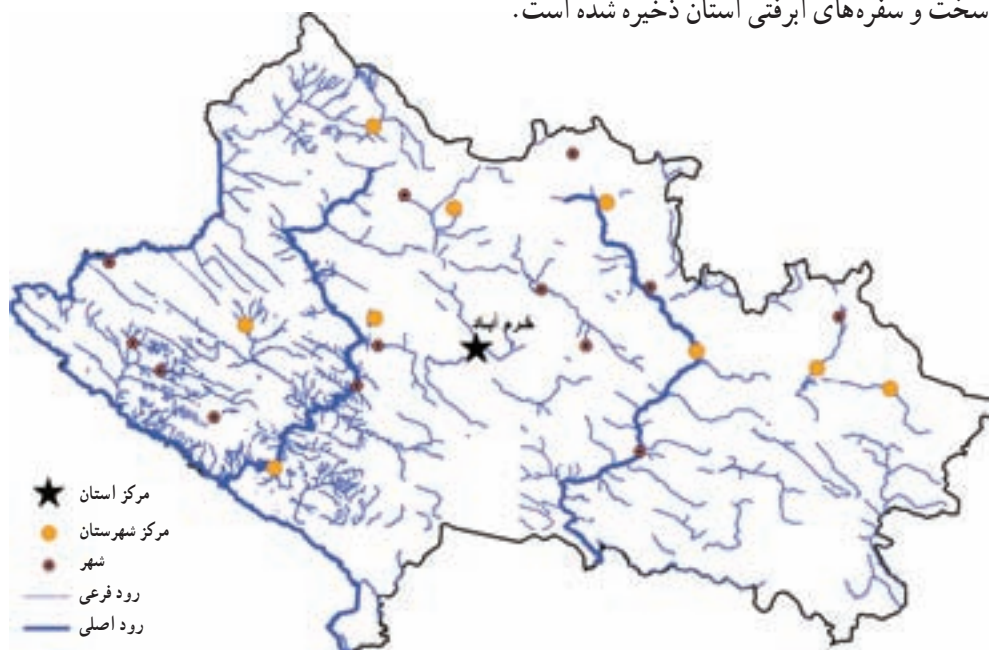 سخت و سفره‌های آبرفتی استان ذخیره شده است.
خرم آباد
مرکز استان
مرکز شهرستان
شهر
رود فرعی
رود اصلی